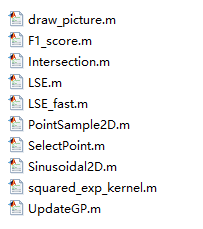 draw_picture.m
F1_score.m
Intersection.m
LSE.m
LSE_fast.m
PointSample2D.m
SelectPoint.m
Sinusoidal2D.m
squared_exp_kernel.m
UpdateGP.m